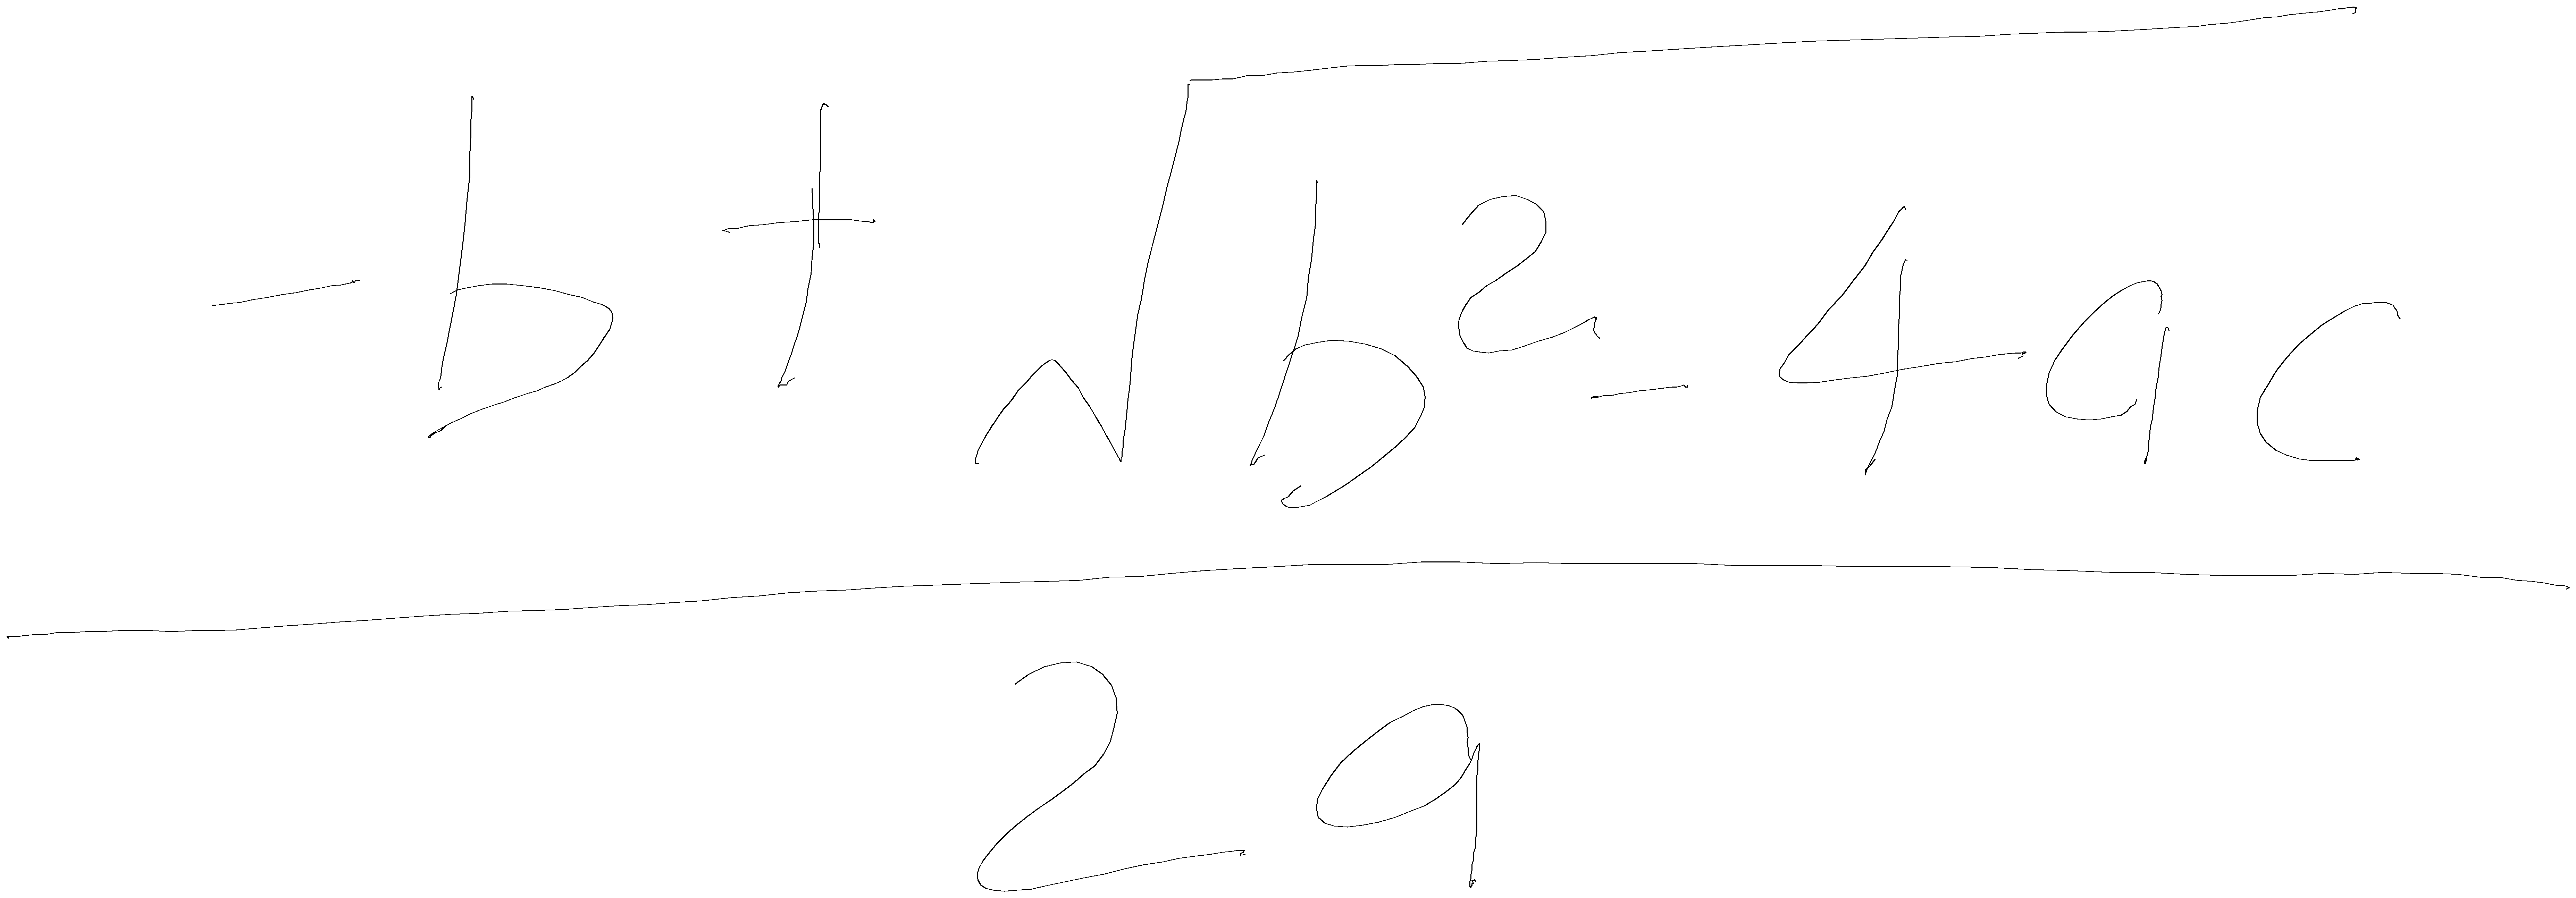 -b + √(b² - 4ac)
2a